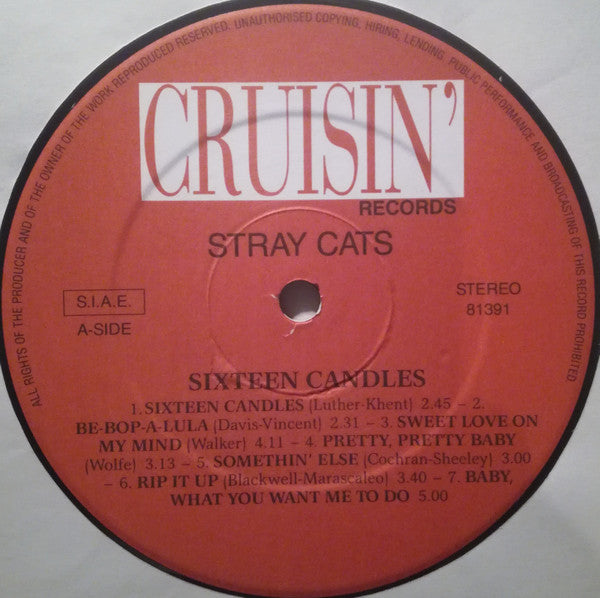 ALL RIGHTS OF THE PRODUCER AND OF THE OWNER OF THE WORK REPRODUCED RESERVED. UNAUTHORISED COPYING, HIRING, LENDING, PUBLIC PERFORMANCE AND BROADCASTING OF THIS RECORD PROHIBITED
CRUISIN'
RECORDS
STRAY CATS
S.I.A.E.
A-SIDE
STEREO
81391
SIXTEEN CANDLES
1. SIXTEEN CANDLES (Luther-Khent) 2.45 – 2.
BE-BOP-A-LULA (Davis-Vincent) 2.31 – 3. SWEET LOVE ON
MY MIND (Walker) 4.11 – 4. PRETTY, PRETTY BABY
(Wolfe) 3.13 – 5. SOMETHIN' ELSE (Cochran-Sheeley) 3.00
– 6. RIP IT UP (Blackwell-Marascaleo) 3.40 – 7. BABY,
WHAT YOU WANT ME TO DO 5.00